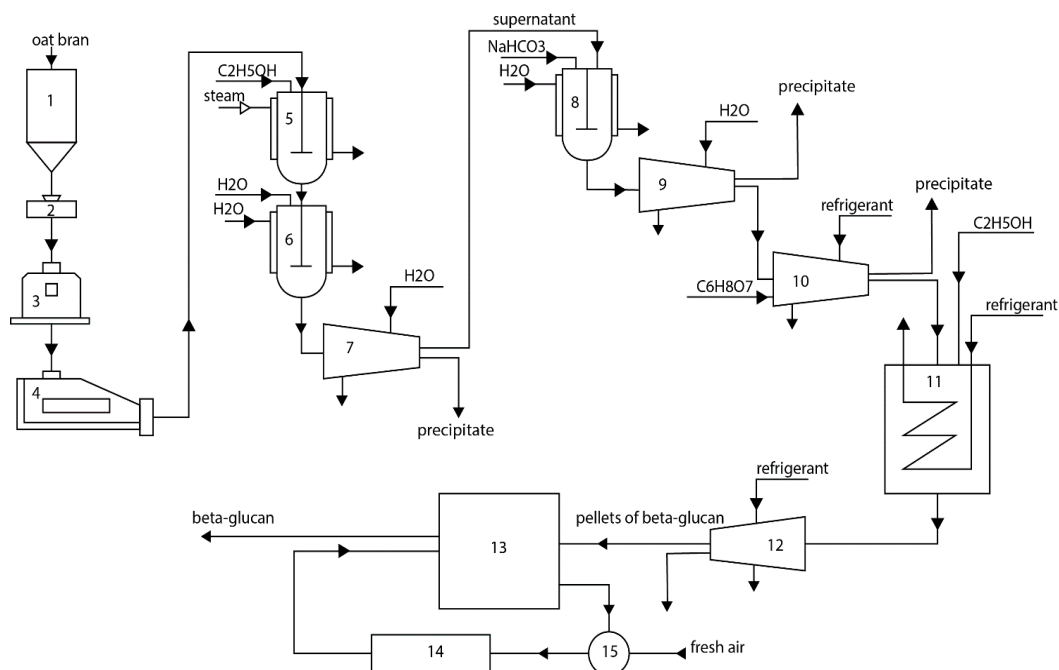 oat bran
1
2
3
4
C2H5OH
steam
5
H2O
H2O
6
H2O
7
precipitate
supernatant
NaHCO3
H2O
8
H2O
precipitate
9
refrigerant
precipitate
C6H8O7
10
C2H5OH
refrigerant
11
refrigerant
12
pellets of beta-glucan
beta-glucan
13
14
15
fresh air